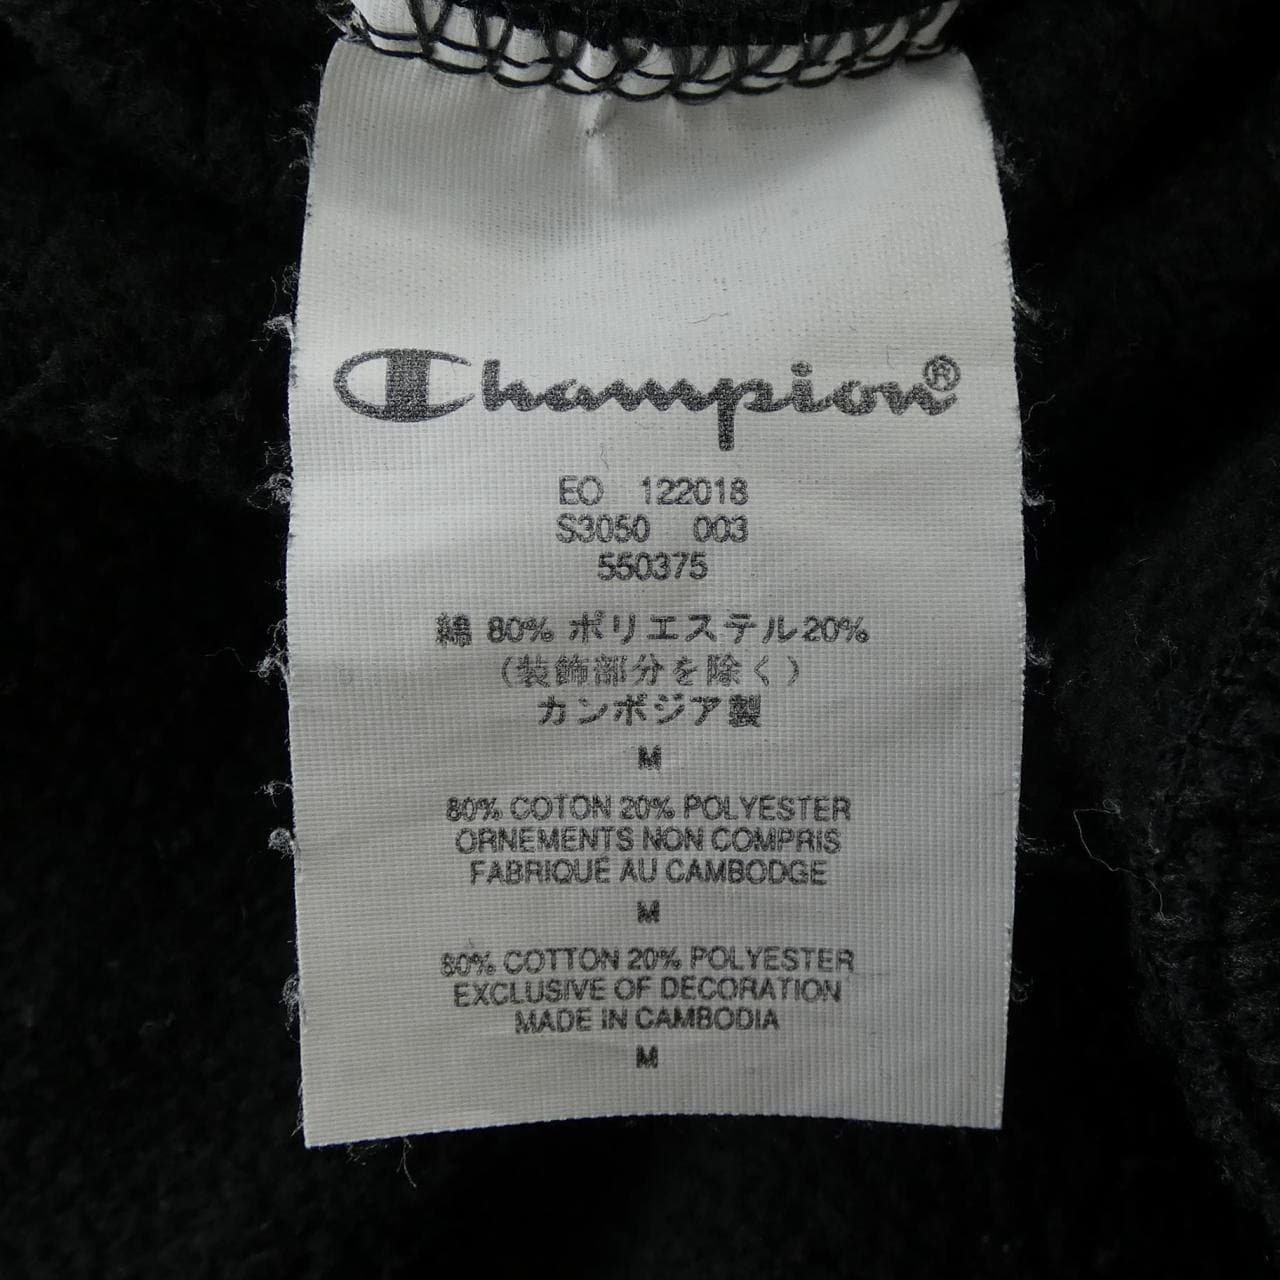 Champion®
EO 122018
S3050 003
550375
綿 80% ポリエステル20%
(装飾部分を除く)
カンボジア製
M
80% COTON 20% POLYESTER
ORNEMENTS NON COMPRIS
FABRIQUÉ AU CAMBODGE
M
80% COTTON 20% POLYESTER
EXCLUSIVE OF DECORATION
MADE IN CAMBODIA
M